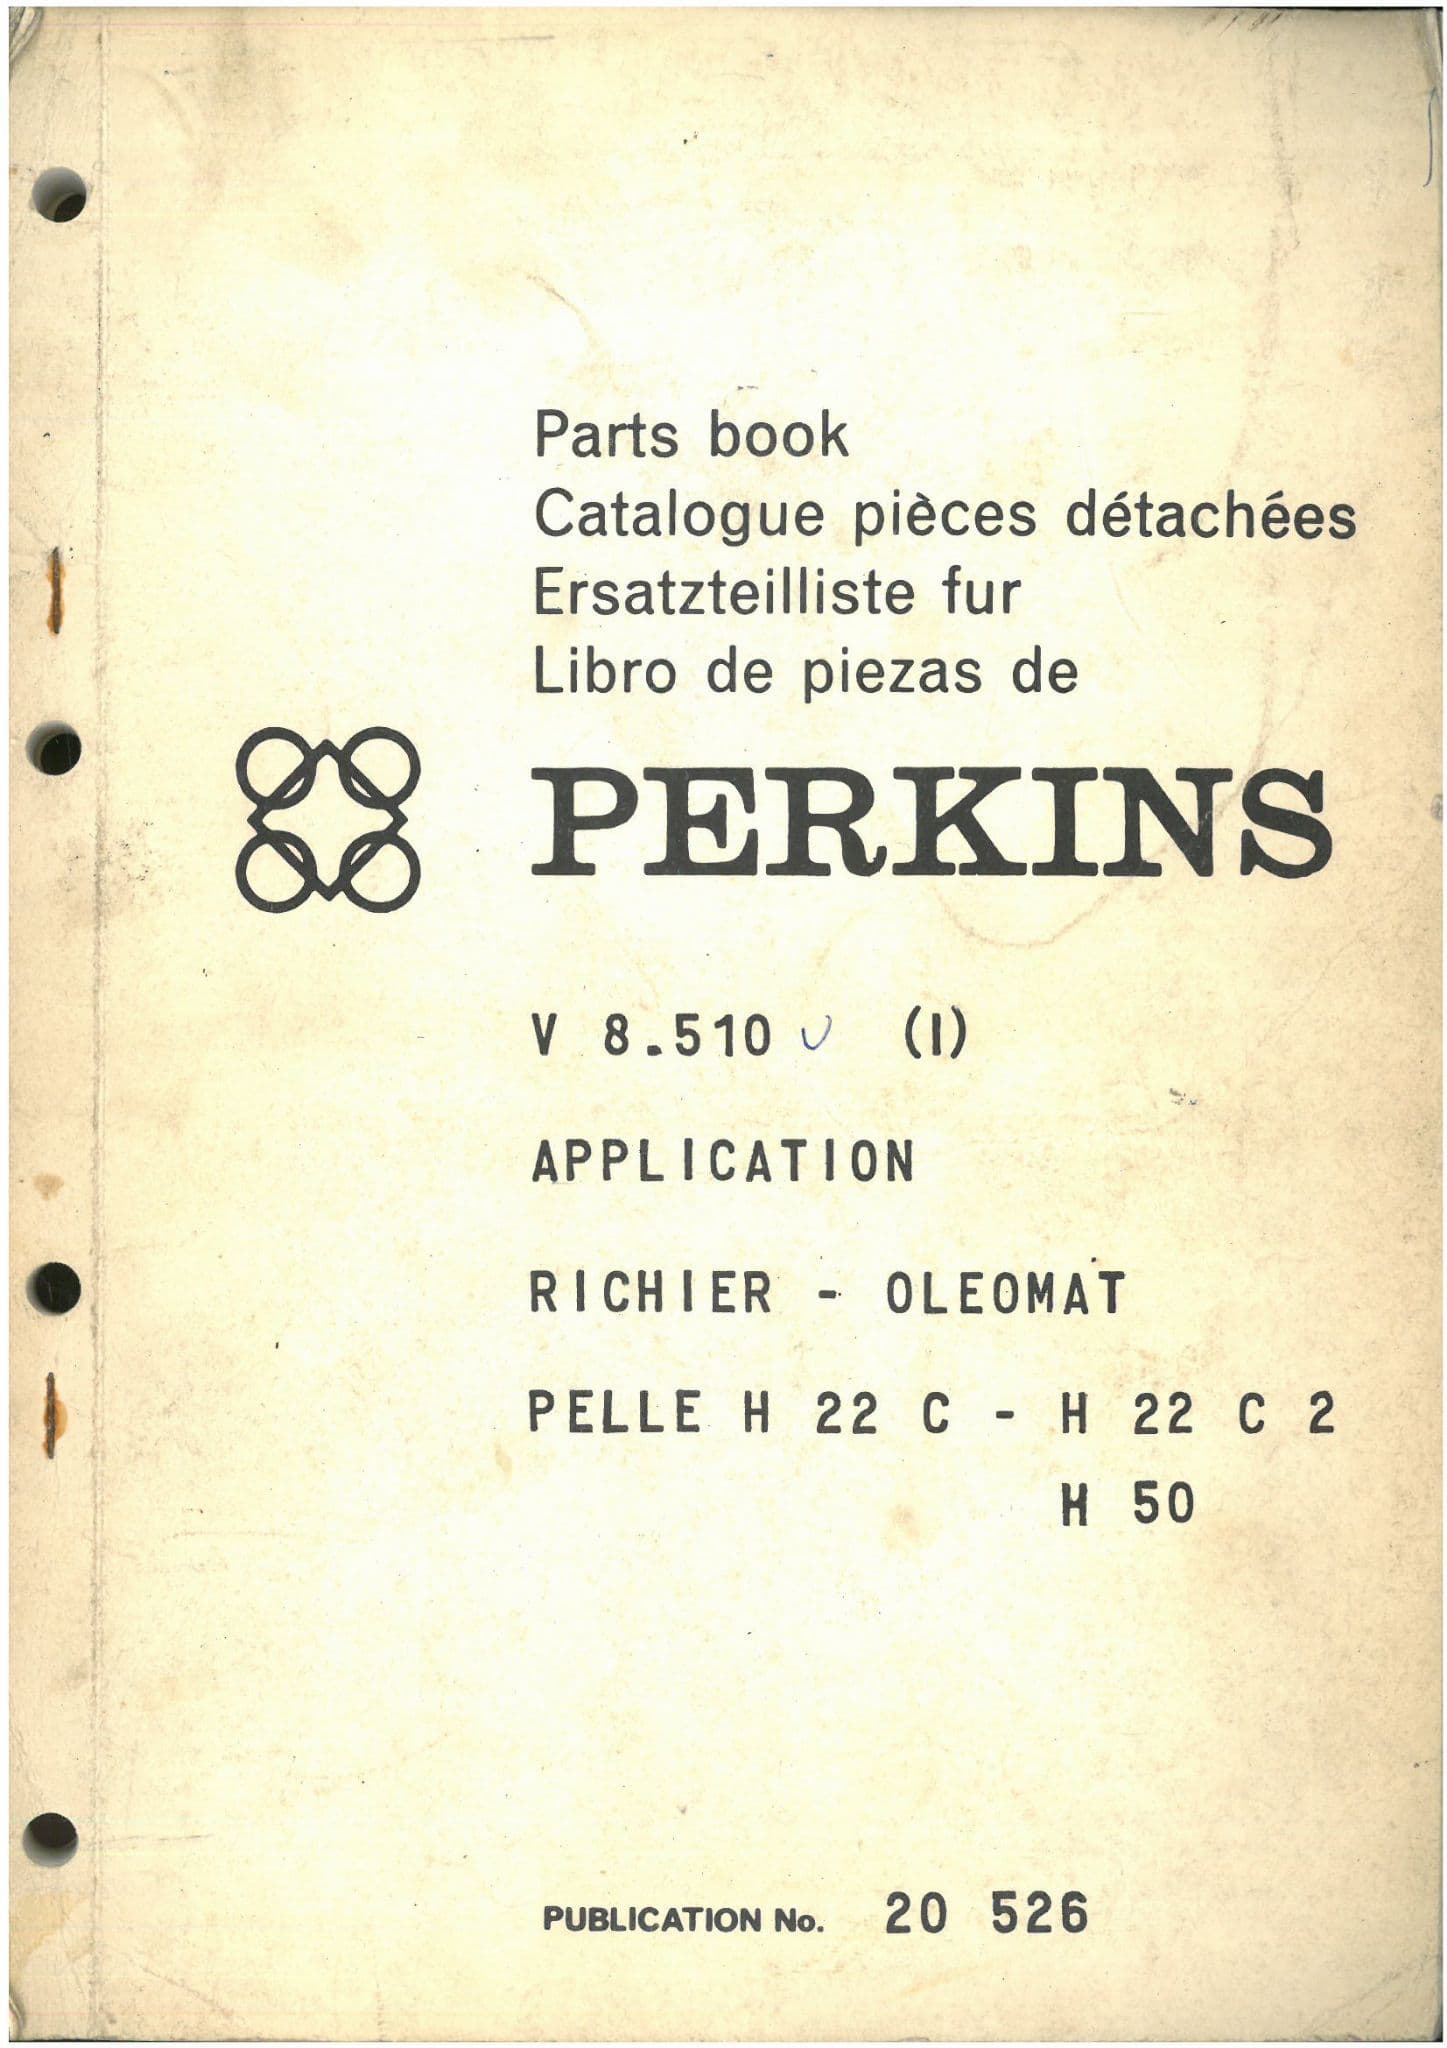 Parts book
Catalogue pièces détachées
Ersatzteilliste fur
Libro de piezas de
PERKINS
V 8.510 (I)
APPLICATION
RICHIER - OLEOMAT
PELLE H 22 C - H 22 C 2
H 50
PUBLICATION No. 20 526